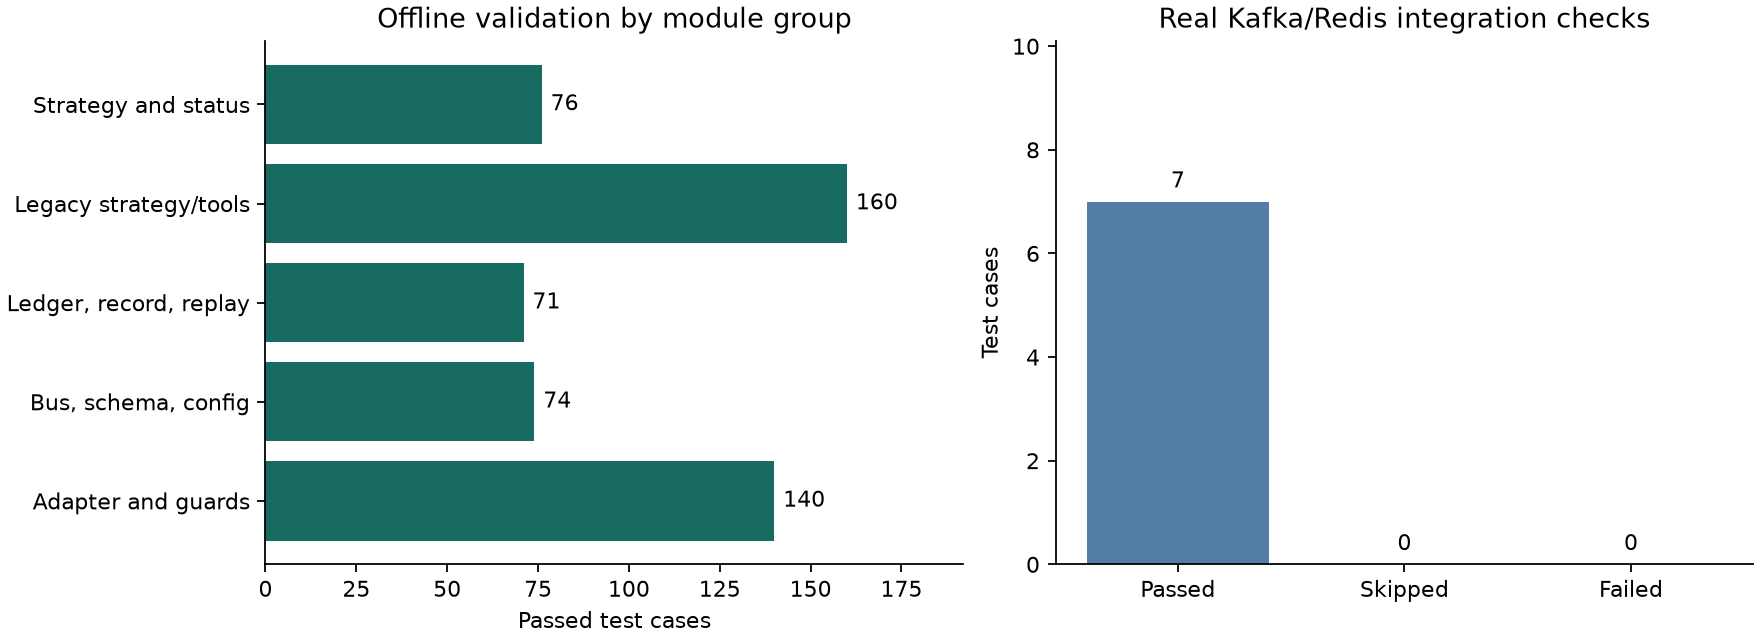 Offline validation by module group
Strategy and status
76
Legacy strategy/tools
160
Ledger, record, replay
71
Bus, schema, config
74
Adapter and guards
140
0 25 50 75 100 125 150 175
Passed test cases
Real Kafka/Redis integration checks
Test cases
10
8
6
4
2
0
7
0
0
Passed Skipped Failed